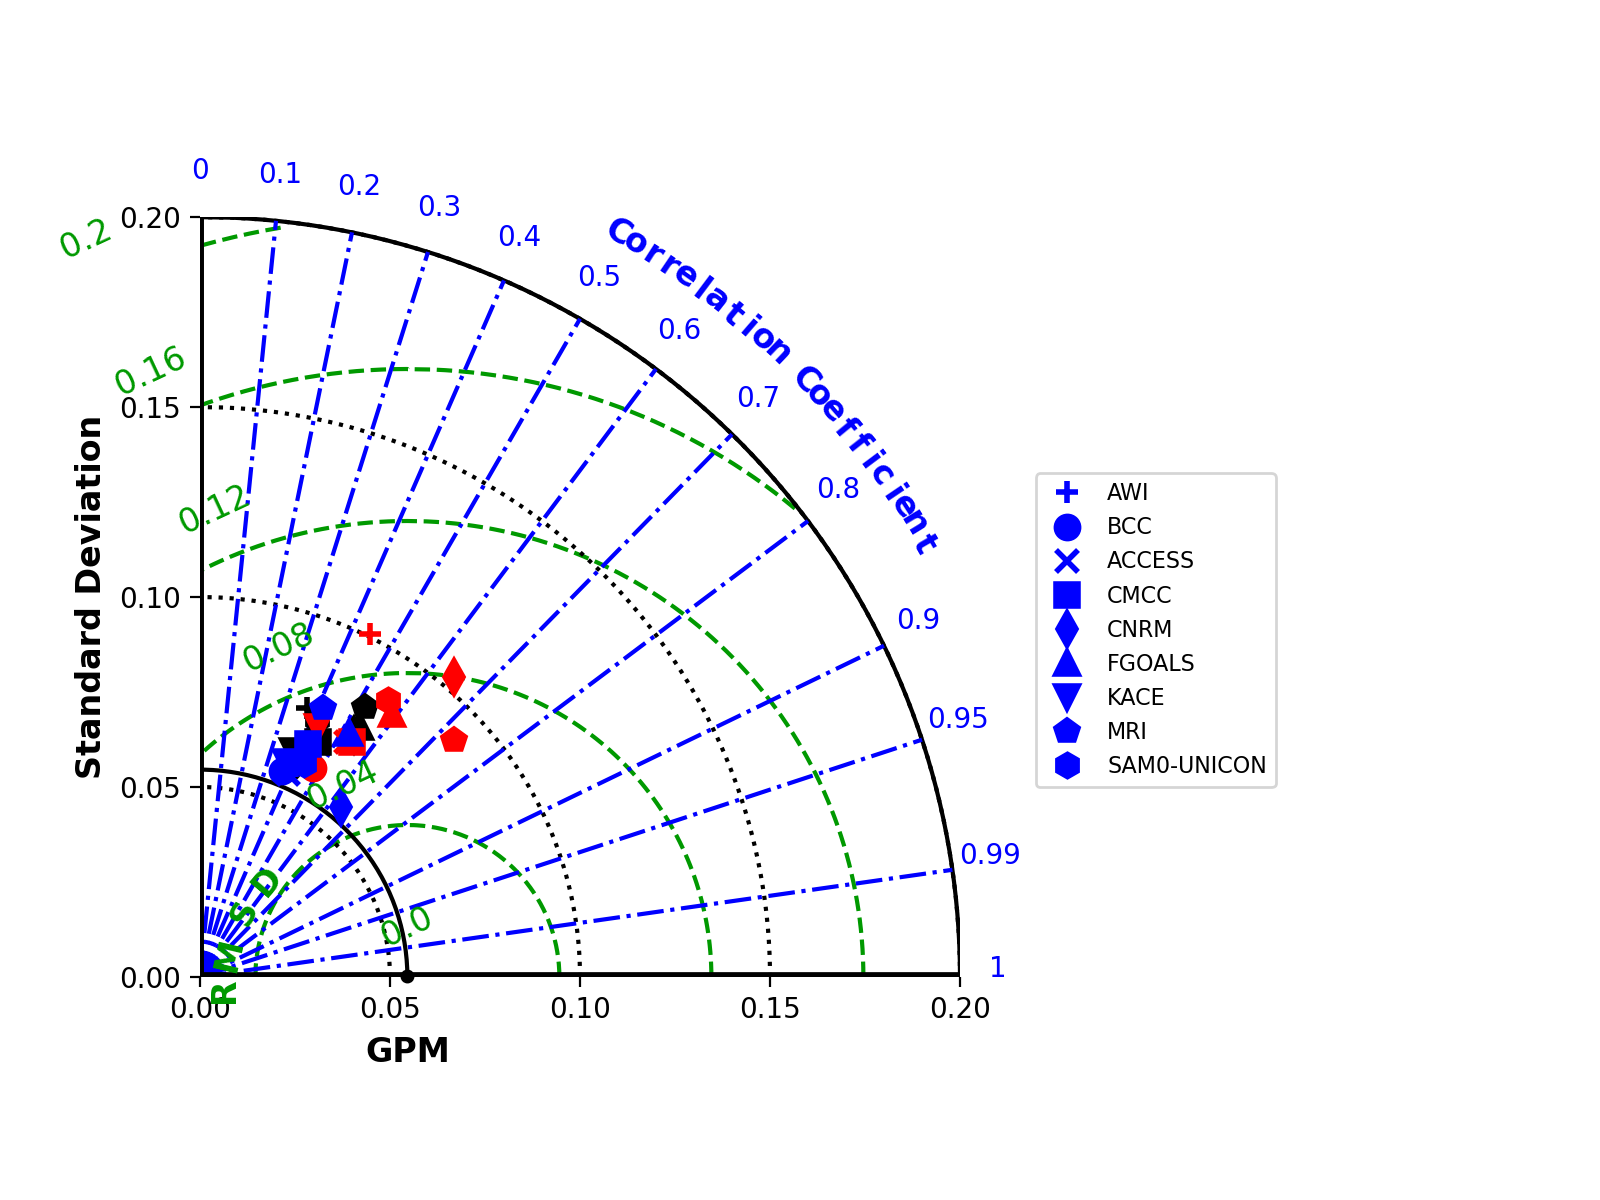 0
0.1
0.2
0.3
0.4
0.5
0.6
0.7
0.8
0.9
0.95
0.99
1
Correlation Coefficient
0.2
0.16
0.12
0.08
0.04
0.0
RMSD
0.20
0.15
0.10
0.05
0.00
Standard Deviation
0.00
0.05
0.10
0.15
0.20
GPM
AWI
BCC
ACCESS
CMCC
CNRM
FGOALS
KACE
MRI
SAM0-UNICON